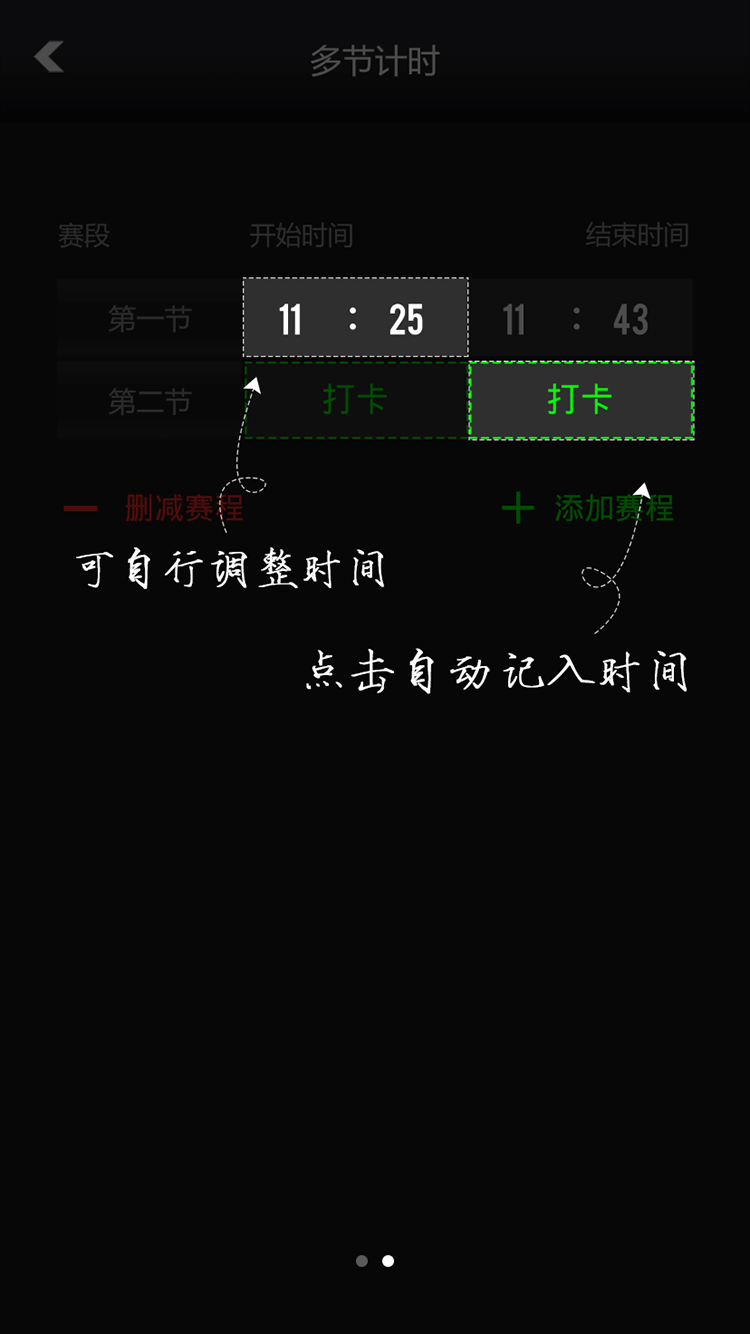 多节计时
赛段 开始时间 结束时间
第一节 11 : 25 11 : 43
第二节 打卡 打卡
删减赛程 添加赛程
可自行调整时间
点击自动记入时间